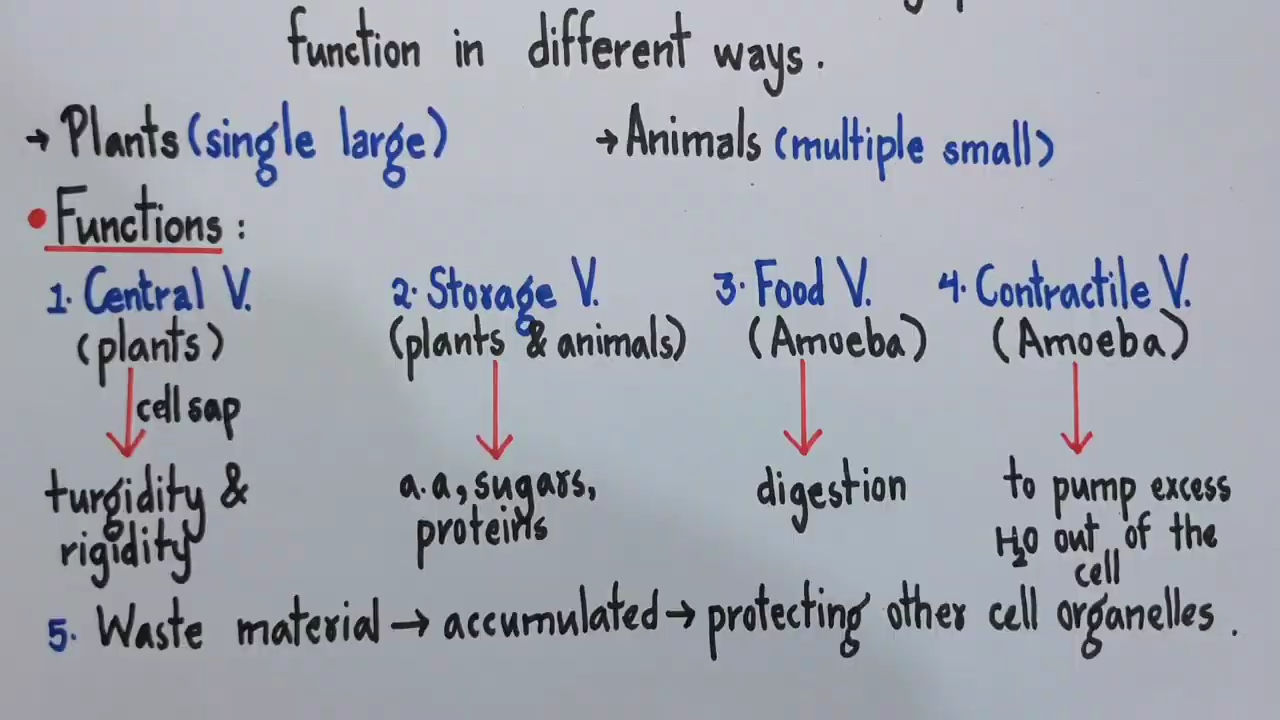 function in different ways.
→ Plants (single large) → Animals (multiple small)
• Functions :
1. Central V. 2. Storage V. 3. Food V. 4. Contractile V.
(plants) (plants & animals) (Amoeba) (Amoeba)
cell sap
turgidity & a.a, sugars, digestion to pump excess
rigidity proteins H2O out of the
cell
5. Waste material → accumulated → protecting other cell organelles.